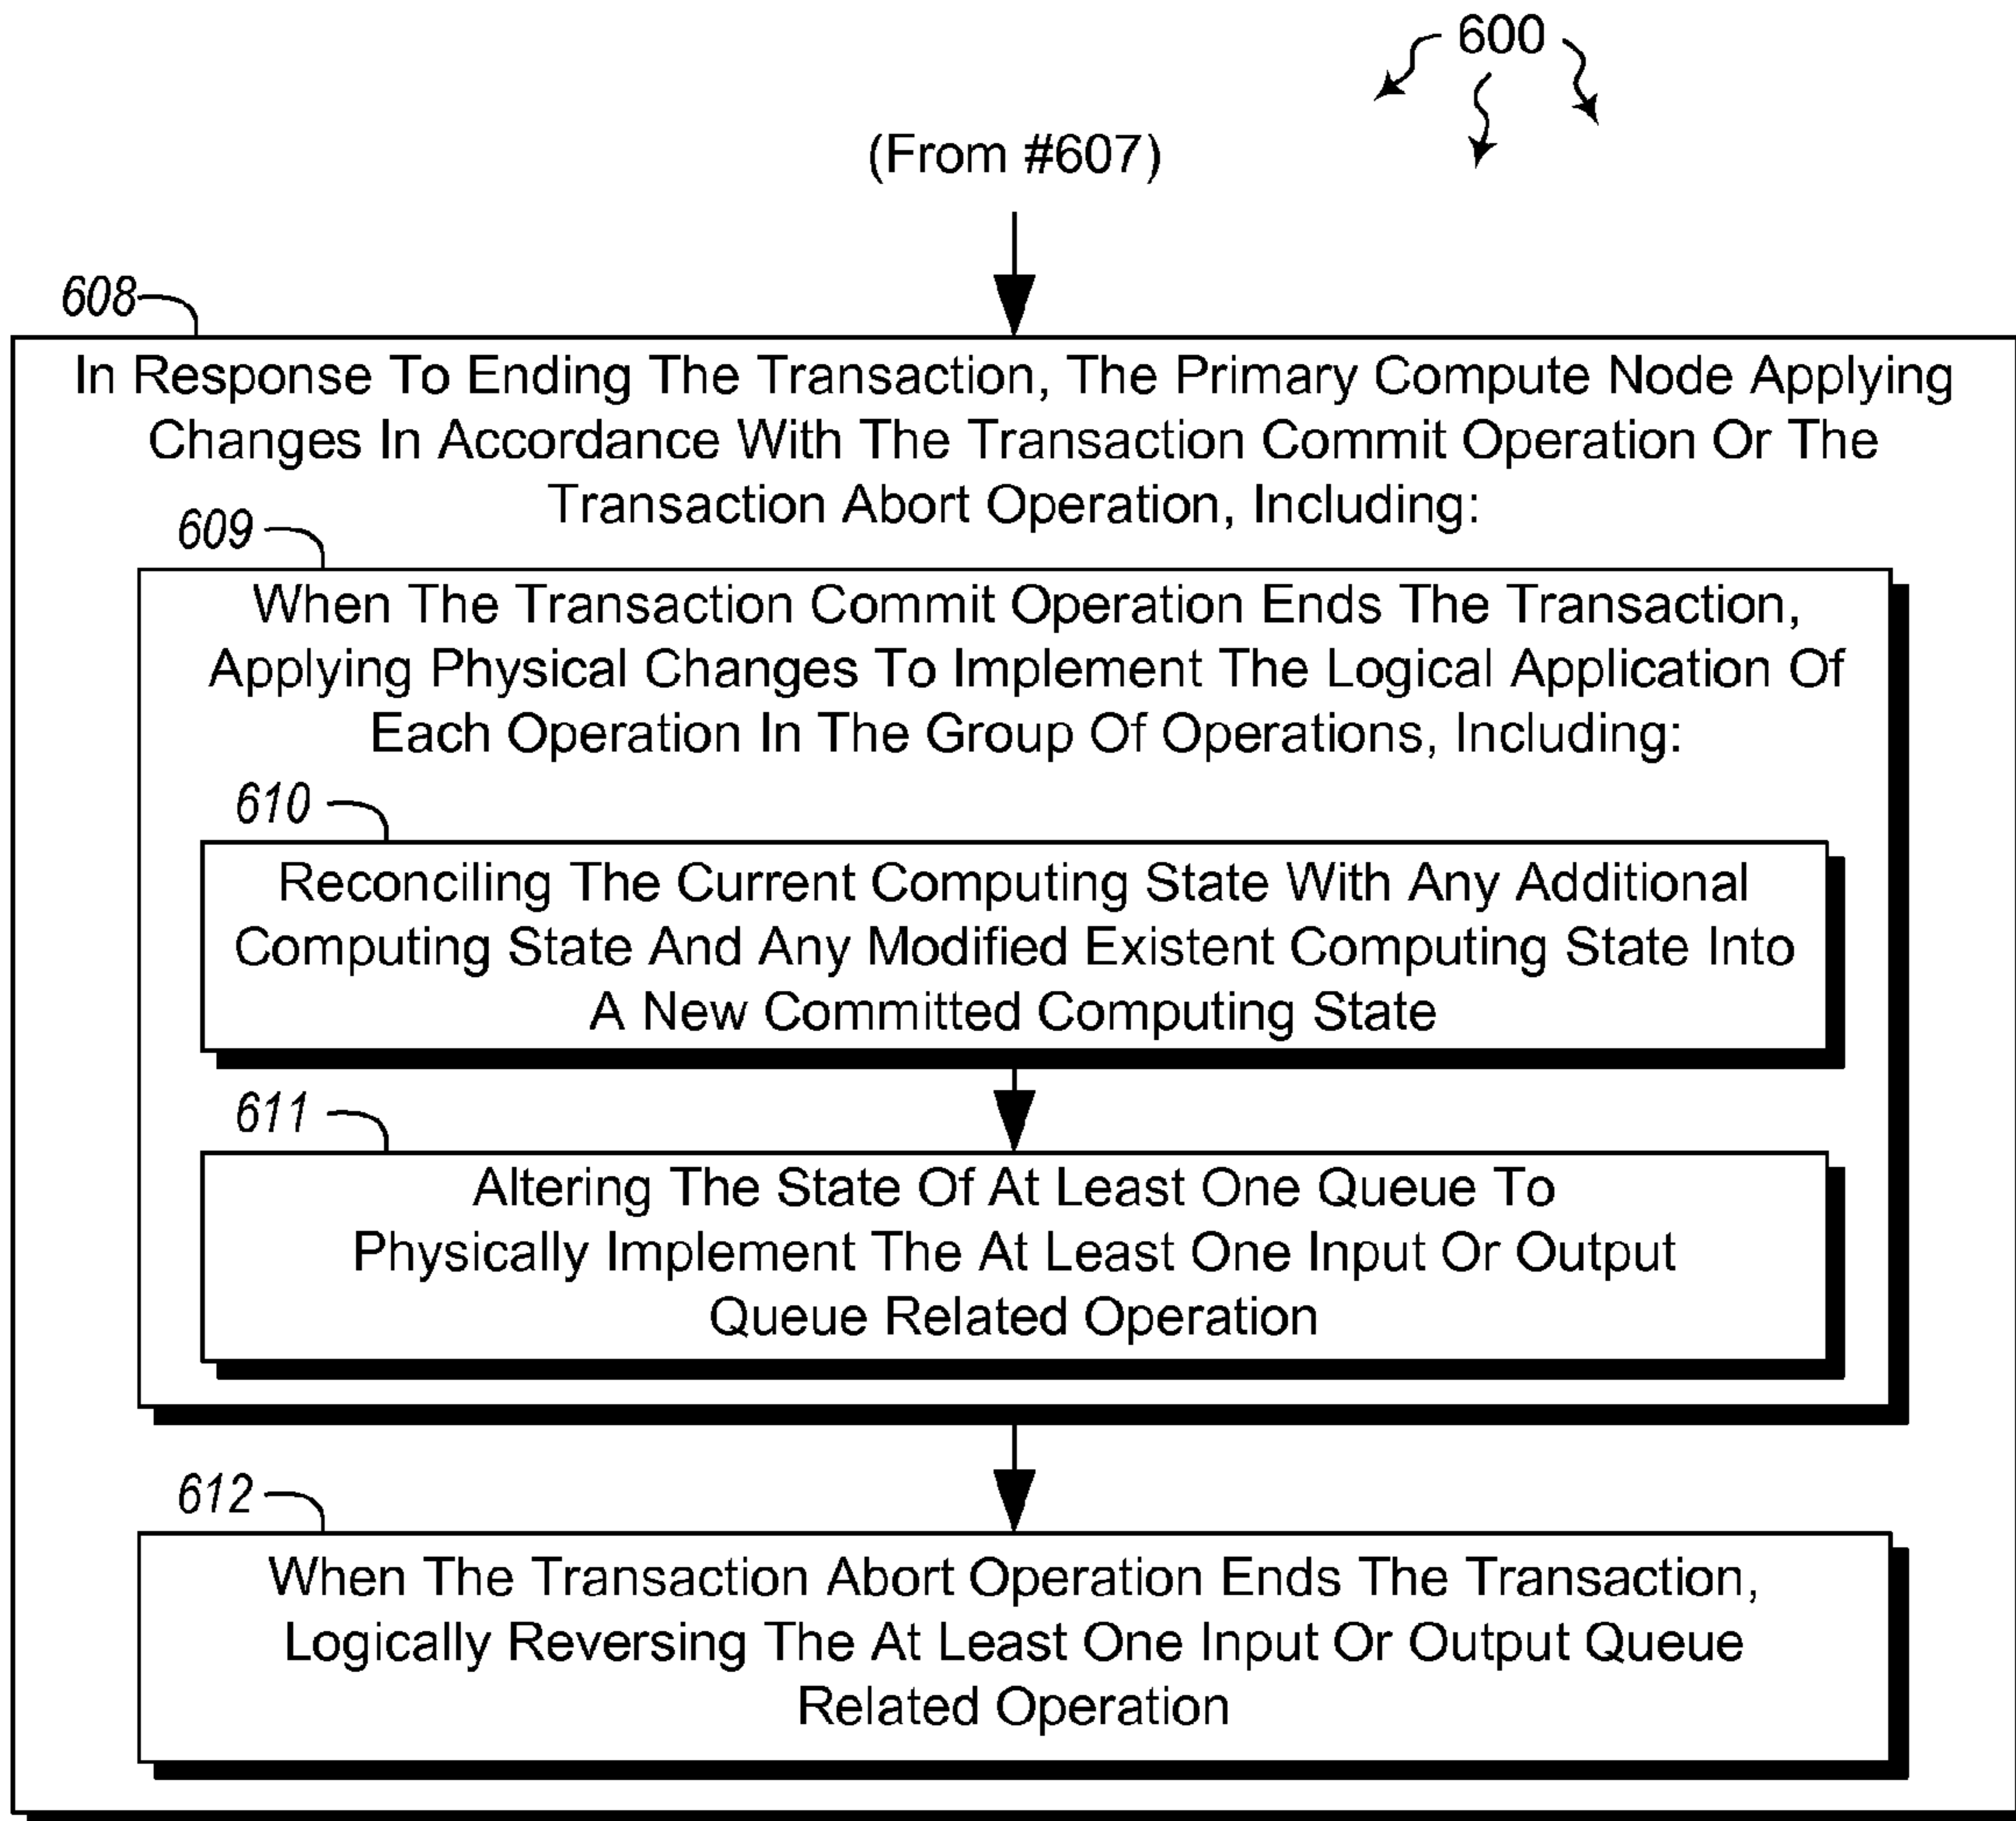 600
(From #607)
608
In Response To Ending The Transaction, The Primary Compute Node Applying
Changes In Accordance With The Transaction Commit Operation Or The
Transaction Abort Operation, Including:
609
When The Transaction Commit Operation Ends The Transaction,
Applying Physical Changes To Implement The Logical Application Of
Each Operation In The Group Of Operations, Including:
610
Reconciling The Current Computing State With Any Additional
Computing State And Any Modified Existent Computing State Into
A New Committed Computing State
611
Altering The State Of At Least One Queue To
Physically Implement The At Least One Input Or Output
Queue Related Operation
612
When The Transaction Abort Operation Ends The Transaction,
Logically Reversing The At Least One Input Or Output Queue
Related Operation